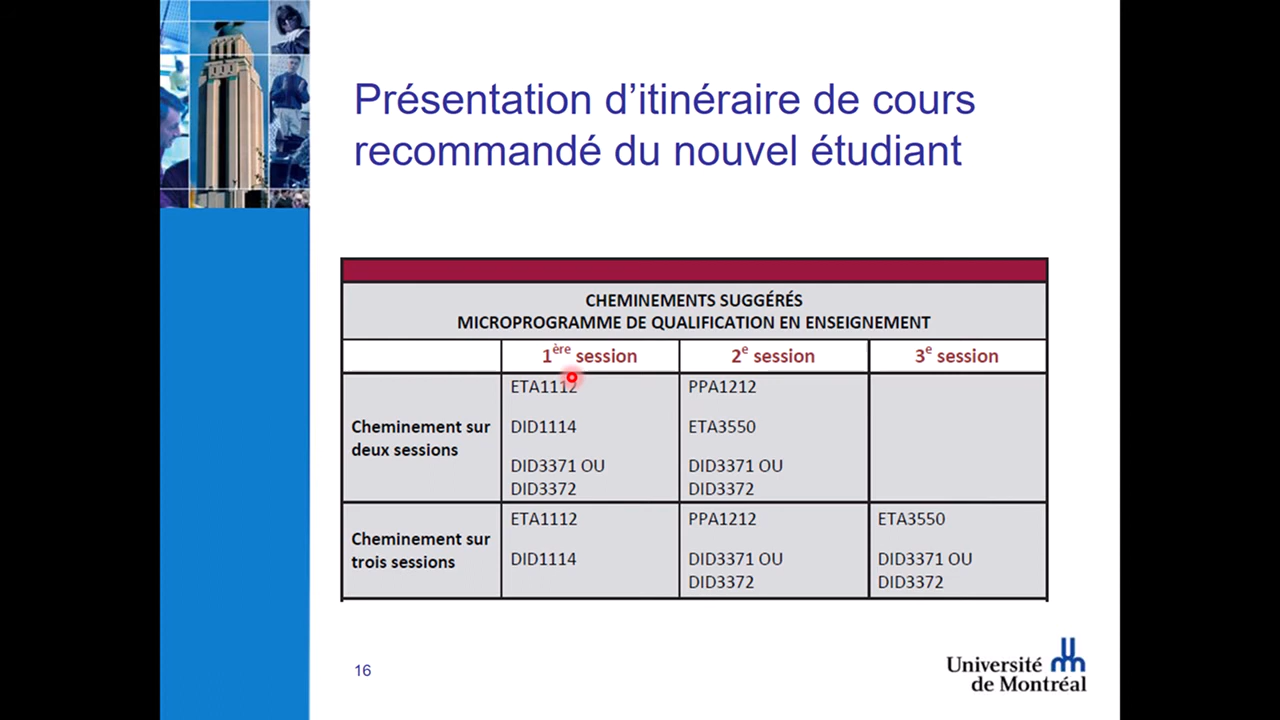 Présentation d’itinéraire de cours
recommandé du nouvel étudiant
CHEMINEMENTS SUGGÉRÉS
MICROPROGRAMME DE QUALIFICATION EN ENSEIGNEMENT
1ère session
2e session
3e session
Cheminement sur
deux sessions
ETA1112
DID1114
DID3371 OU
DID3372
PPA1212
ETA3550
DID3371 OU
DID3372
Cheminement sur
trois sessions
ETA1112
DID1114
PPA1212
DID3371 OU
DID3372
ETA3550
DID3371 OU
DID3372
16
Université
de Montréal